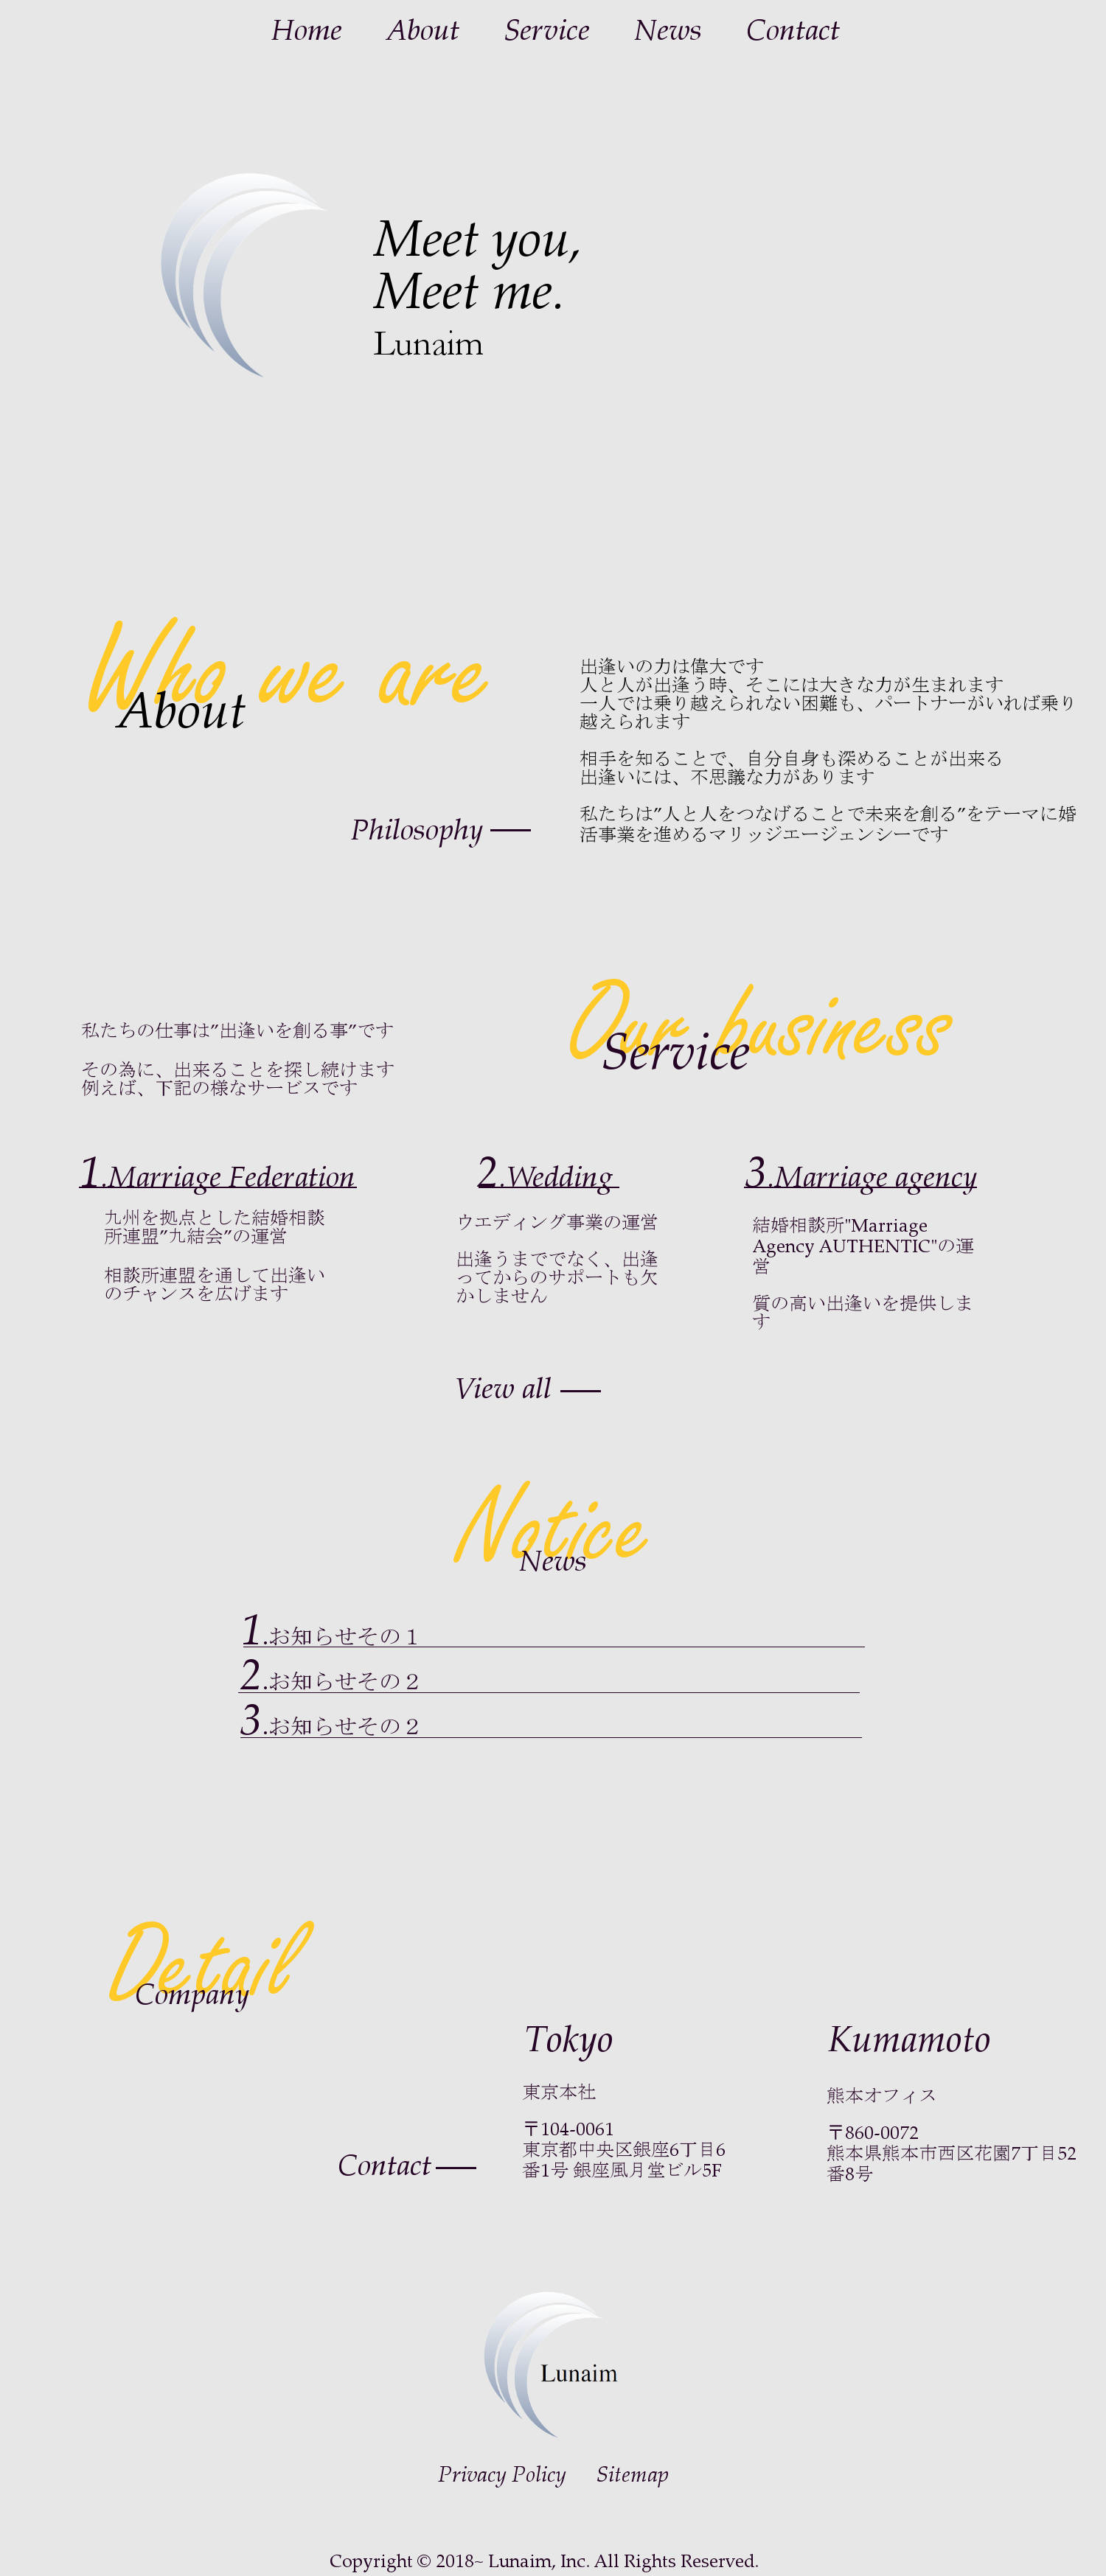 Home About Service News Contact
Meet you,
Meet me.
Lunaim
Who we are
About
出逢いの力は偉大です
人と人が出逢う時、そこには大きな力が生まれます
一人では乗り越えられない困難も、パートナーがいれば乗り
越えられます
相手を知ることで、自分自身も深めることが出来る
出逢いには、不思議な力があります
私たちは”人と人をつなげることで未来を創る”をテーマに婚
活事業を進めるマリッジエージェンシーです
Philosophy
Our business
Service
私たちの仕事は”出逢いを創る事”です
その為に、出来ることを探し続けます
例えば、下記の様なサービスです
1.Marriage Federation
九州を拠点とした結婚相談
所連盟”九結会”の運営
相談所連盟を通して出逢い
のチャンスを広げます
2.Wedding
ウエディング事業の運営
出逢うまででなく、出逢
ってからのサポートも欠
かしません
3.Marriage agency
結婚相談所"Marriage
Agency AUTHENTIC"の運
営
質の高い出逢いを提供しま
す
View all
Notice
News
1.お知らせその１
2.お知らせその２
3.お知らせその２
Detail
Company
Contact
Tokyo
東京本社
〒104-0061
東京都中央区銀座6丁目6
番1号 銀座風月堂ビル5F
Kumamoto
熊本オフィス
〒860-0072
熊本県熊本市西区花園7丁目52
番8号
Lunaim
Privacy Policy Sitemap
Copyright © 2018~ Lunaim, Inc. All Rights Reserved.